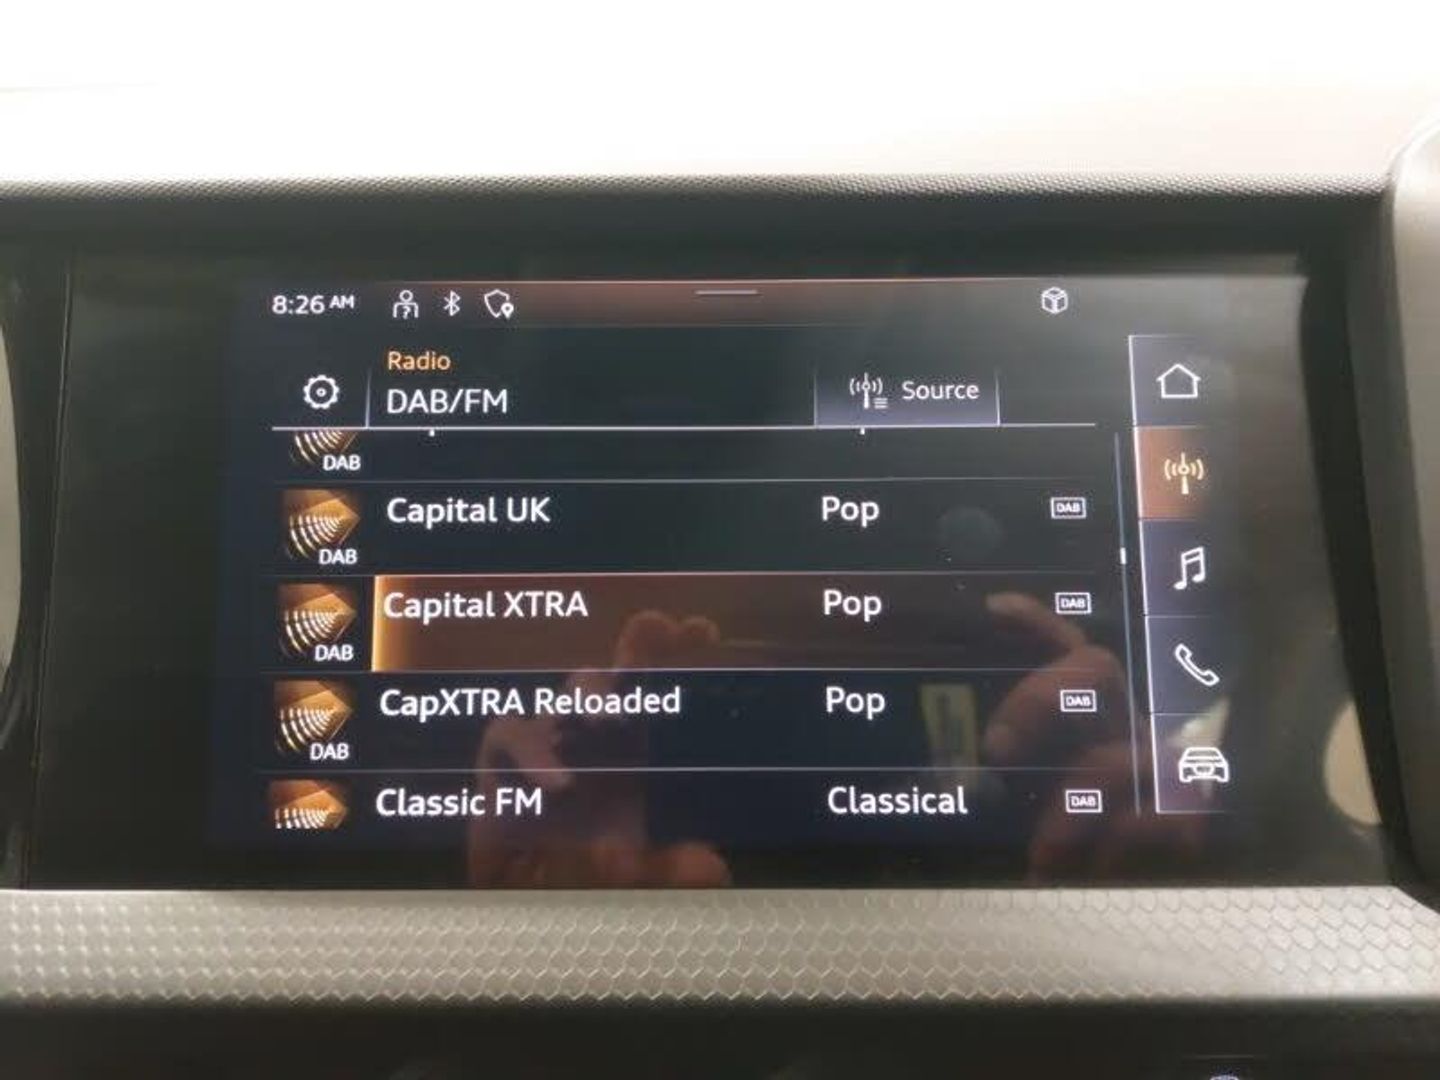 8:26 AM
Radio
DAB/FM
Source
DAB
Capital UK Pop DAB
DAB
Capital XTRA Pop DAB
DAB
CapXTRA Reloaded Pop DAB
DAB
Classic FM Classical DAB